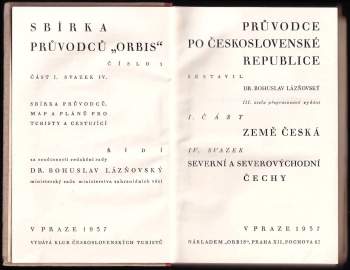 SBÍRKA
PRŮVODCŮ „ORBIS"
ČÍSLO 1
ČÁST I. SVAZEK IV.
SBÍRKA PRŮVODCŮ,
MAP A PLÁNŮ PRO
TURISTY A CESTUJÍCÍ
ŘÍDÍ
za součinnosti redakční rady
DR. BOHUSLAV LÁZŇOVSKÝ
ministerský rada ministerstva zahraničních věcí
V PRAZE 1937
VYDÁVÁ KLUB ČESKOSLOVENSKÝCH TURISTŮ
PRŮVODCE
PO ČESKOSLOVENSKÉ
REPUBLICE
SESTAVIL
DR. BOHUSLAV LÁZŇOVSKÝ
III. zcela přepracované vydání
I. ČÁST
ZEMĚ ČESKÁ
IV. SVAZEK
SEVERNÍ A SEVEROVÝCHODNÍ
ČECHY
V PRAZE 1937
NÁKLADEM „ORBIS", PRAHA XII, FOCHOVA 62